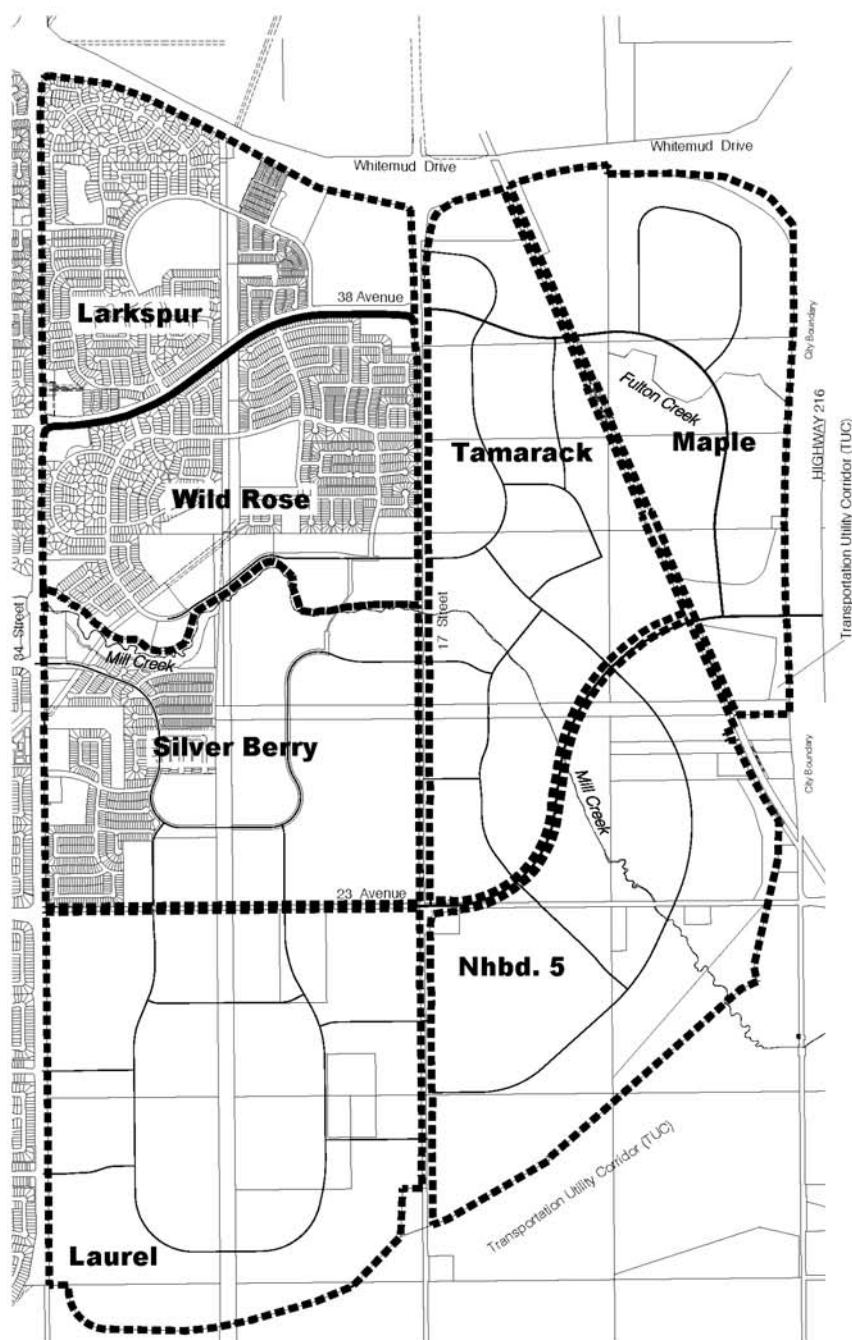 Whitemud Drive
Whitemud Drive
38 Avenue
Larkspur
City Boundary
Fulton Creek
HIGHWAY 216
Tamarack
Maple
Transportation Utility Corridor (TUC)
Wild Rose
34 Street
17 Street
Mill Creek
Silver Berry
City Boundary
Mill Creek
23 Avenue
Nhbd. 5
Transportation Utility Corridor (TUC)
Laurel